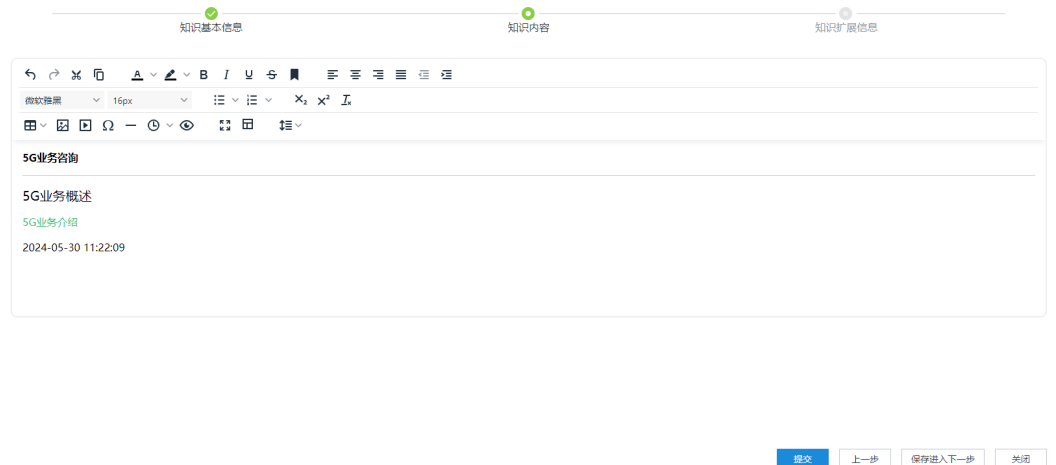 知识基本信息 知识内容 知识扩展信息
A B I U S
微软雅黑 16px X₂ X² Iₓ
Ω
5G业务咨询
5G业务概述
5G业务介绍
2024-05-30 11:22:09
提交 上一步 保存进入下一步 关闭